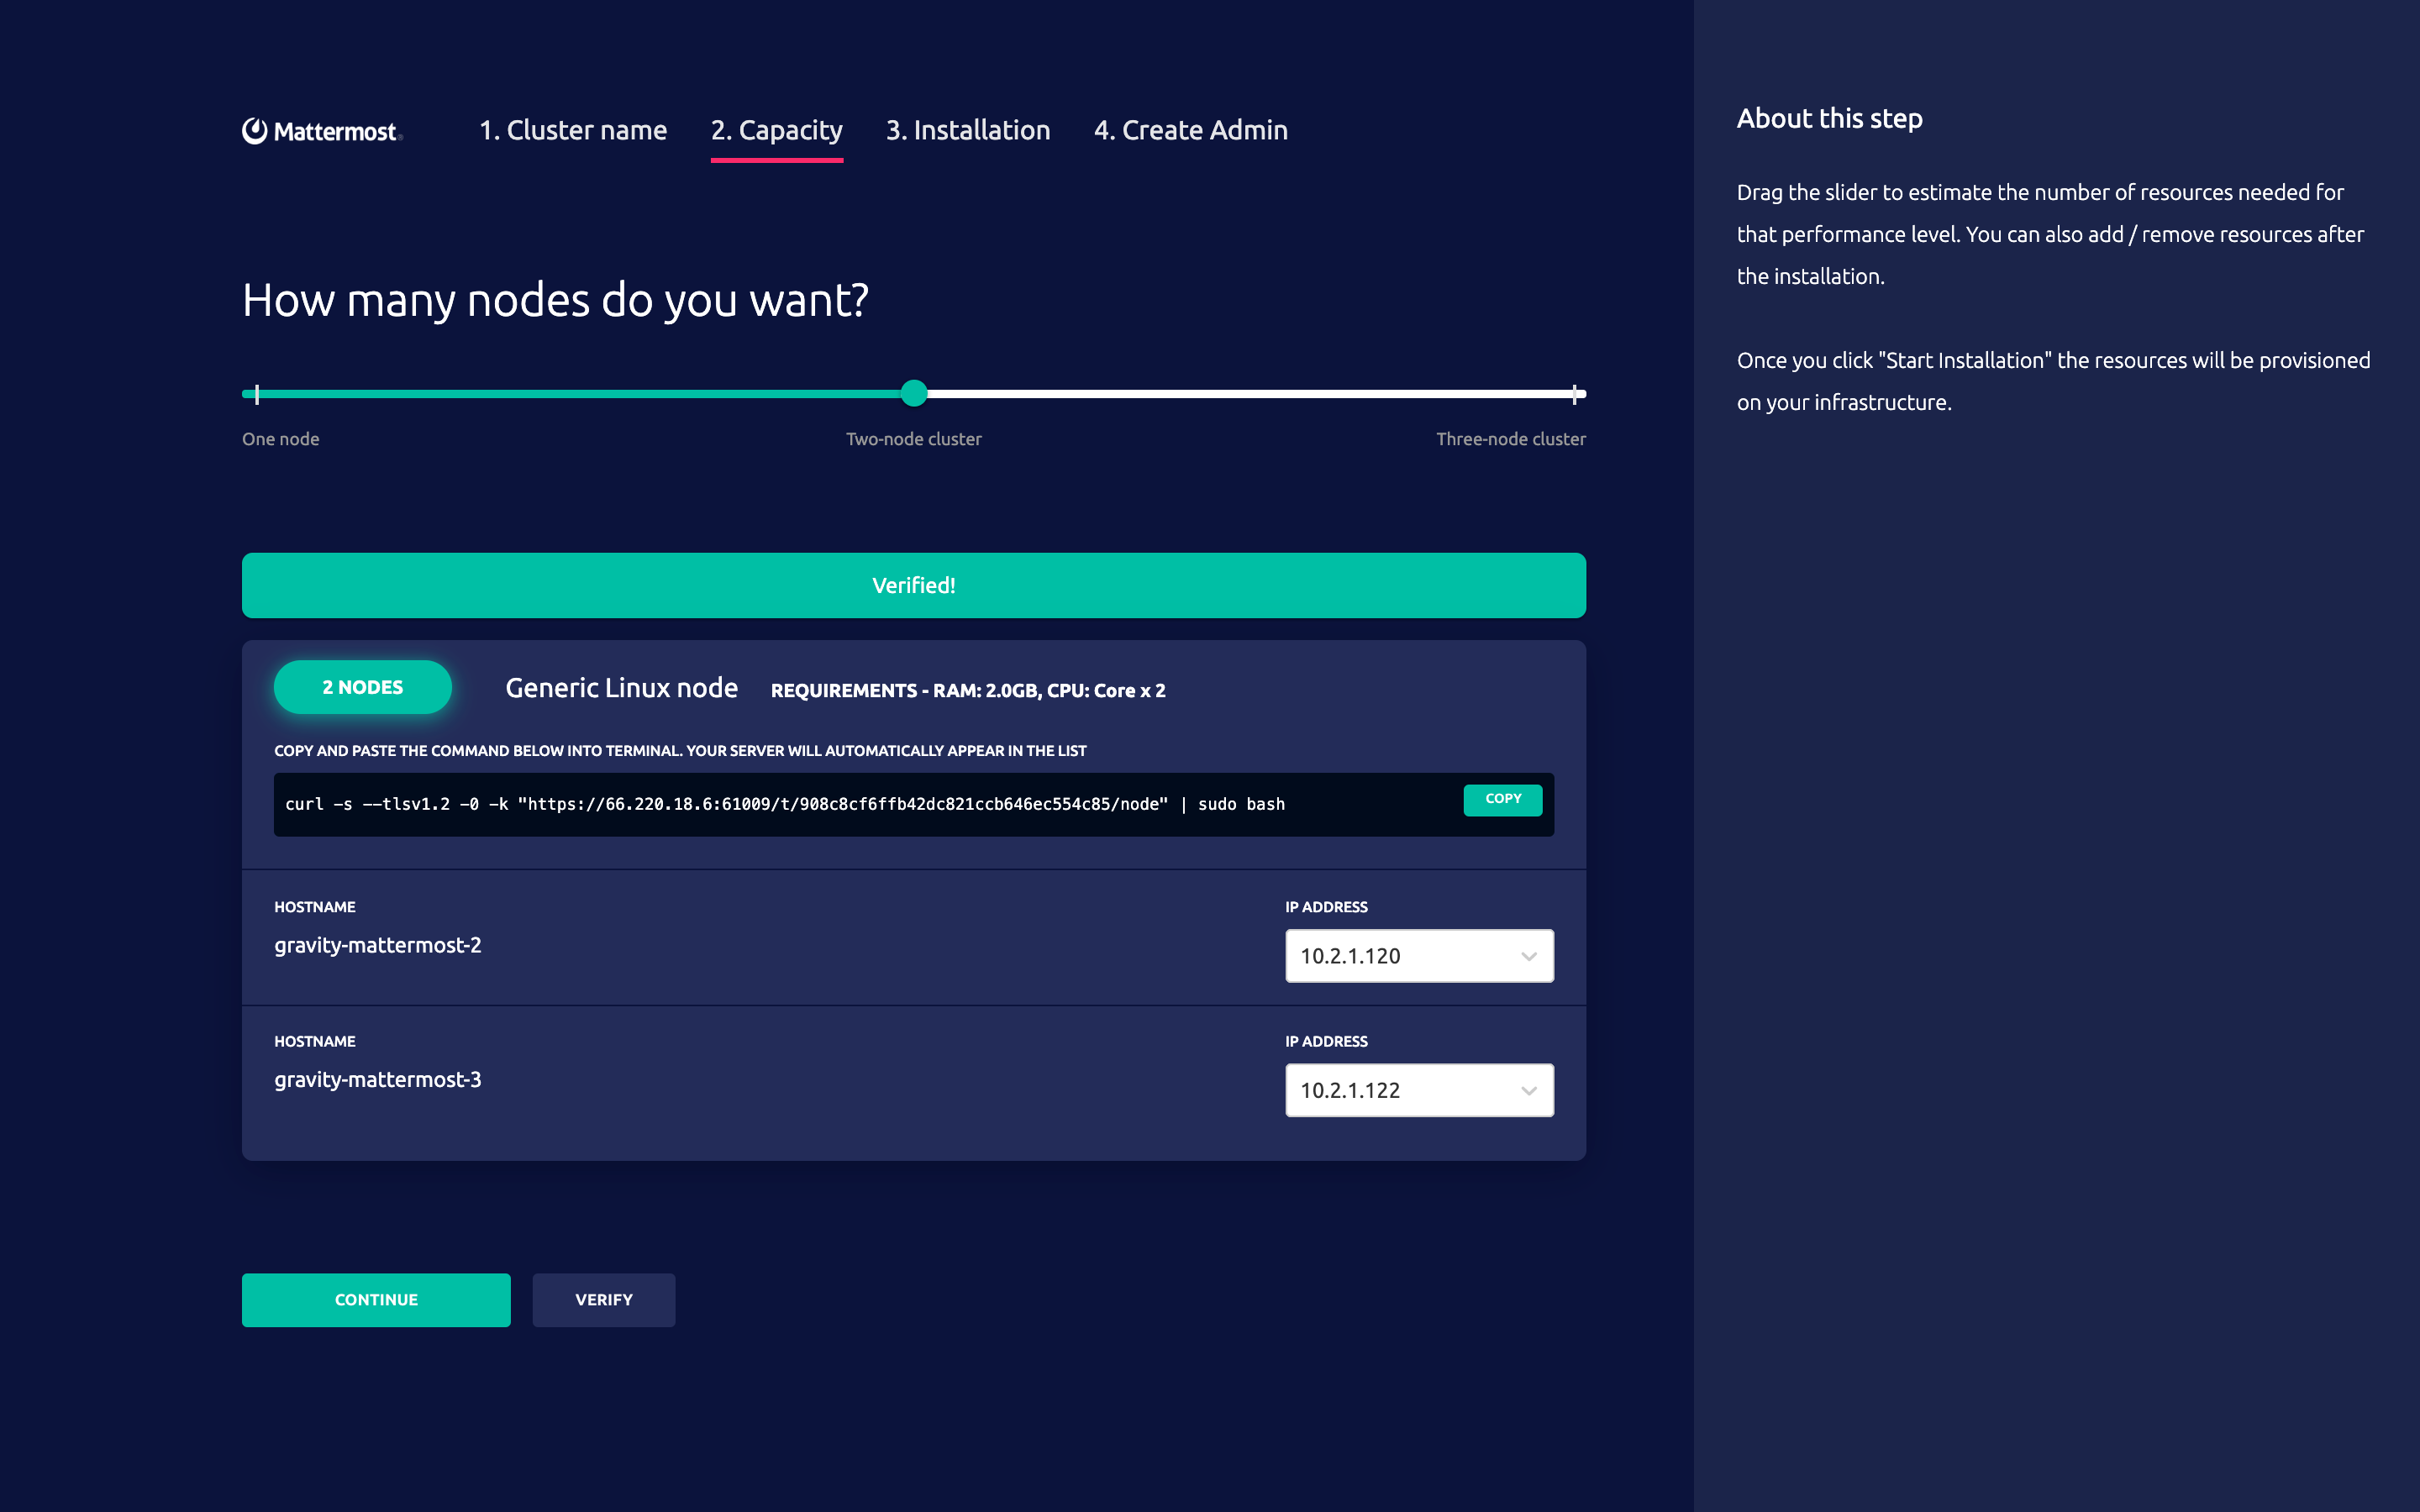 Mattermost
1. Cluster name
2. Capacity
3. Installation
4. Create Admin
How many nodes do you want?
One node
Two-node cluster
Three-node cluster
Verified!
2 NODES
Generic Linux node
REQUIREMENTS - RAM: 2.0GB, CPU: Core x 2
COPY AND PASTE THE COMMAND BELOW INTO TERMINAL. YOUR SERVER WILL AUTOMATICALLY APPEAR IN THE LIST
curl -s --tlsv1.2 -0 -k "https://66.220.18.6:61009/t/908c8cf6ffb42dc821ccb646ec554c85/node" | sudo bash
COPY
HOSTNAME
gravity-mattermost-2
IP ADDRESS
10.2.1.120
HOSTNAME
gravity-mattermost-3
IP ADDRESS
10.2.1.122
CONTINUE
VERIFY
About this step
Drag the slider to estimate the number of resources needed for
that performance level. You can also add / remove resources after
the installation.
Once you click "Start Installation" the resources will be provisioned
on your infrastructure.